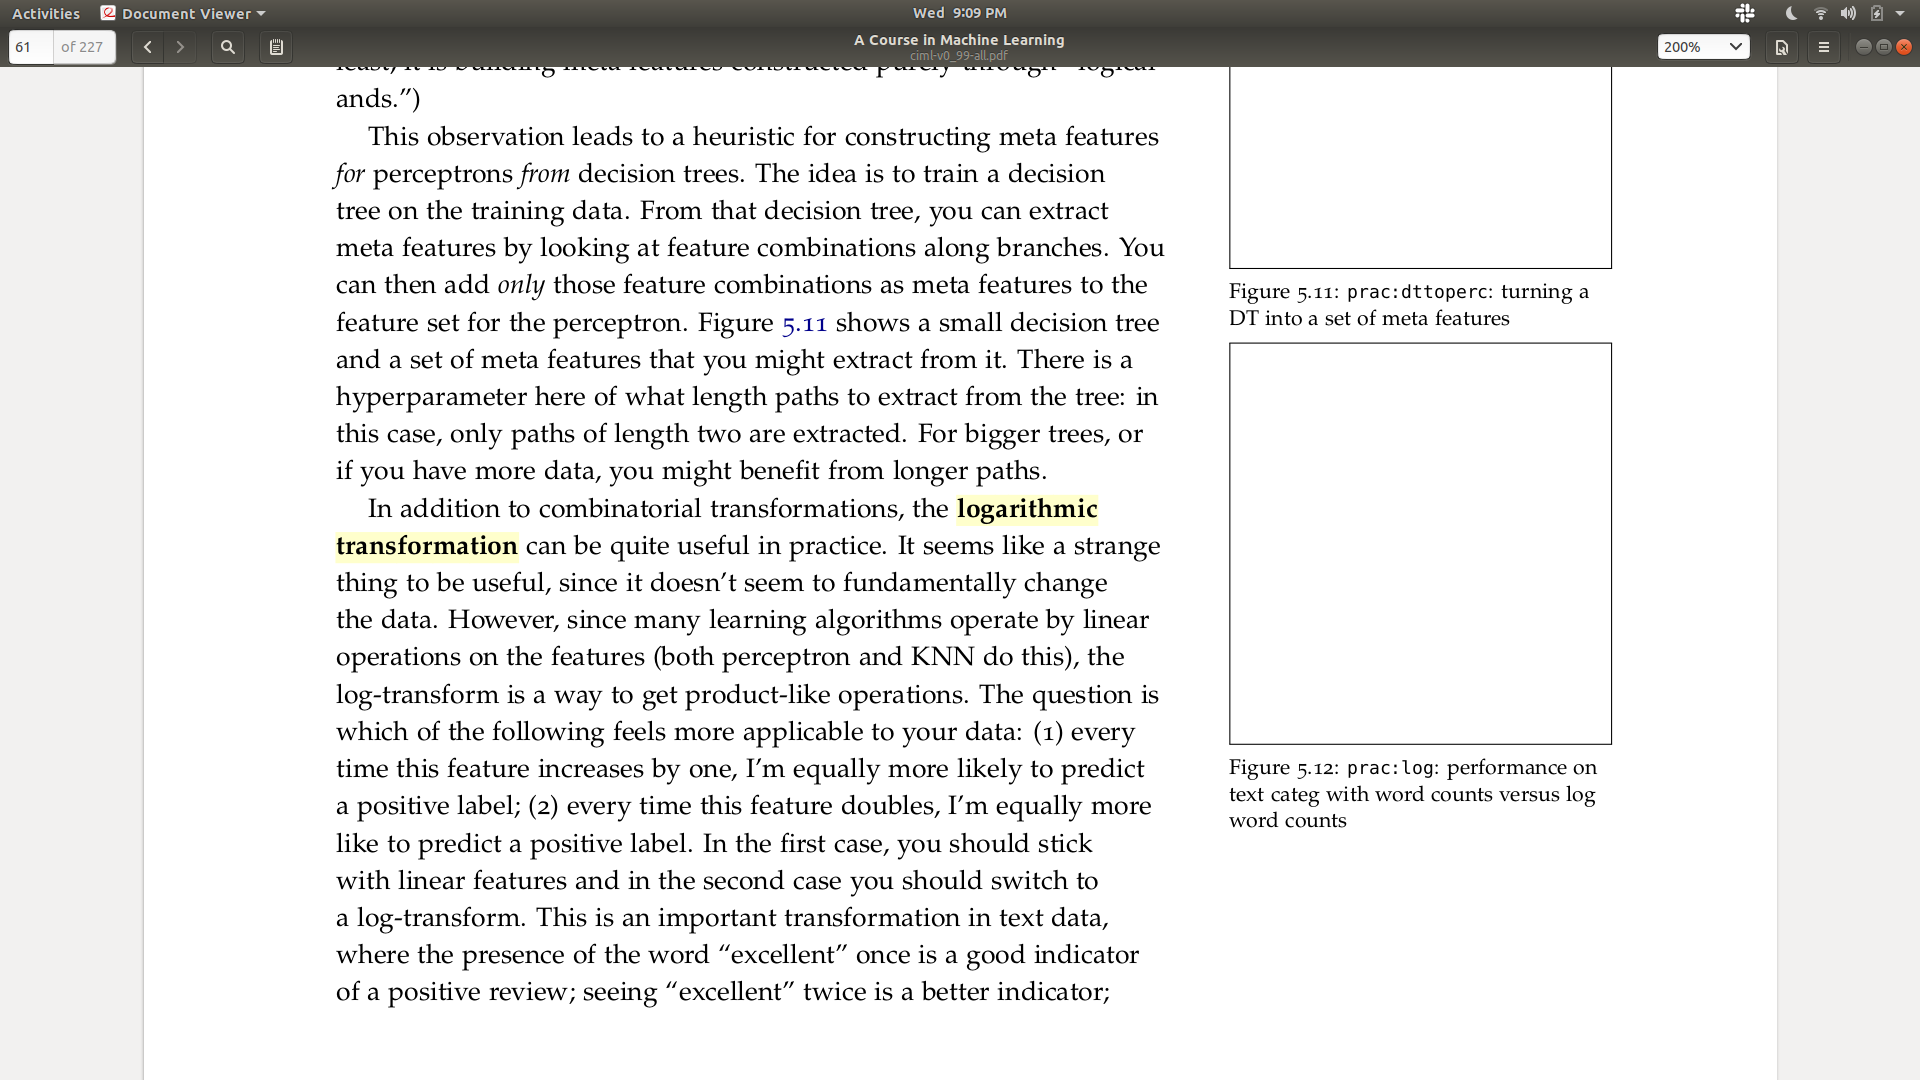 Activities
Document Viewer
Wed 9:09 PM
61
of 227
A Course in Machine Learning
ciml-v0_99-all.pdf
200%
least, it is building meta features constructed purely through “logical
ands.”)
This observation leads to a heuristic for constructing meta features
for perceptrons from decision trees. The idea is to train a decision
tree on the training data. From that decision tree, you can extract
meta features by looking at feature combinations along branches. You
can then add only those feature combinations as meta features to the
feature set for the perceptron. Figure 5.11 shows a small decision tree
and a set of meta features that you might extract from it. There is a
hyperparameter here of what length paths to extract from the tree: in
this case, only paths of length two are extracted. For bigger trees, or
if you have more data, you might benefit from longer paths.
In addition to combinatorial transformations, the logarithmic
transformation can be quite useful in practice. It seems like a strange
thing to be useful, since it doesn’t seem to fundamentally change
the data. However, since many learning algorithms operate by linear
operations on the features (both perceptron and KNN do this), the
log-transform is a way to get product-like operations. The question is
which of the following feels more applicable to your data: (1) every
time this feature increases by one, I’m equally more likely to predict
a positive label; (2) every time this feature doubles, I’m equally more
like to predict a positive label. In the first case, you should stick
with linear features and in the second case you should switch to
a log-transform. This is an important transformation in text data,
where the presence of the word “excellent” once is a good indicator
of a positive review; seeing “excellent” twice is a better indicator;
Figure 5.11: prac:dttoperc: turning a
DT into a set of meta features
Figure 5.12: prac:log: performance on
text categ with word counts versus log
word counts